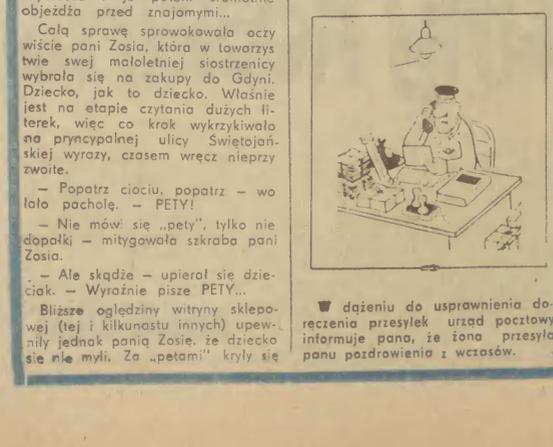 objeżdża przed znajomymi...
Całą sprawę sprowokowała oczy
wiście pani Zosia, która w towarzys
twie swej małoletniej siostrzenicy
wybrała się na zakupy do Gdyni.
Dziecko, jak to dziecko. Właśnie
jest na etapie czytania dużych li-
terek, więc co krok wykrzykiwało
na pryncypalnej ulicy Świętojań-
skiej wyrazy, czasem wręcz nieprzy
zwoite.
— Popatrz ciociu, popatrz — wo
łało pacholę. — PETY!
— Nie mówi się „pety", tylko nie
dopałki — mitygowała szkraba pani
Zosia.
— Ale skądże — upierał się dzie-
ciak. — Wyraźnie pisze PETY...
Bliższe oględziny witryny sklepo-
wej (tej i kilkunastu innych) upew-
niły jednak panią Zosię, że dziecko
się nie myli. Za „petami" kryły się
W dążeniu do usprawnienia do-
ręczenia przesyłek urząd pocztowy
informuje pana, że żona przesyła
panu pozdrowienia z wczasów.